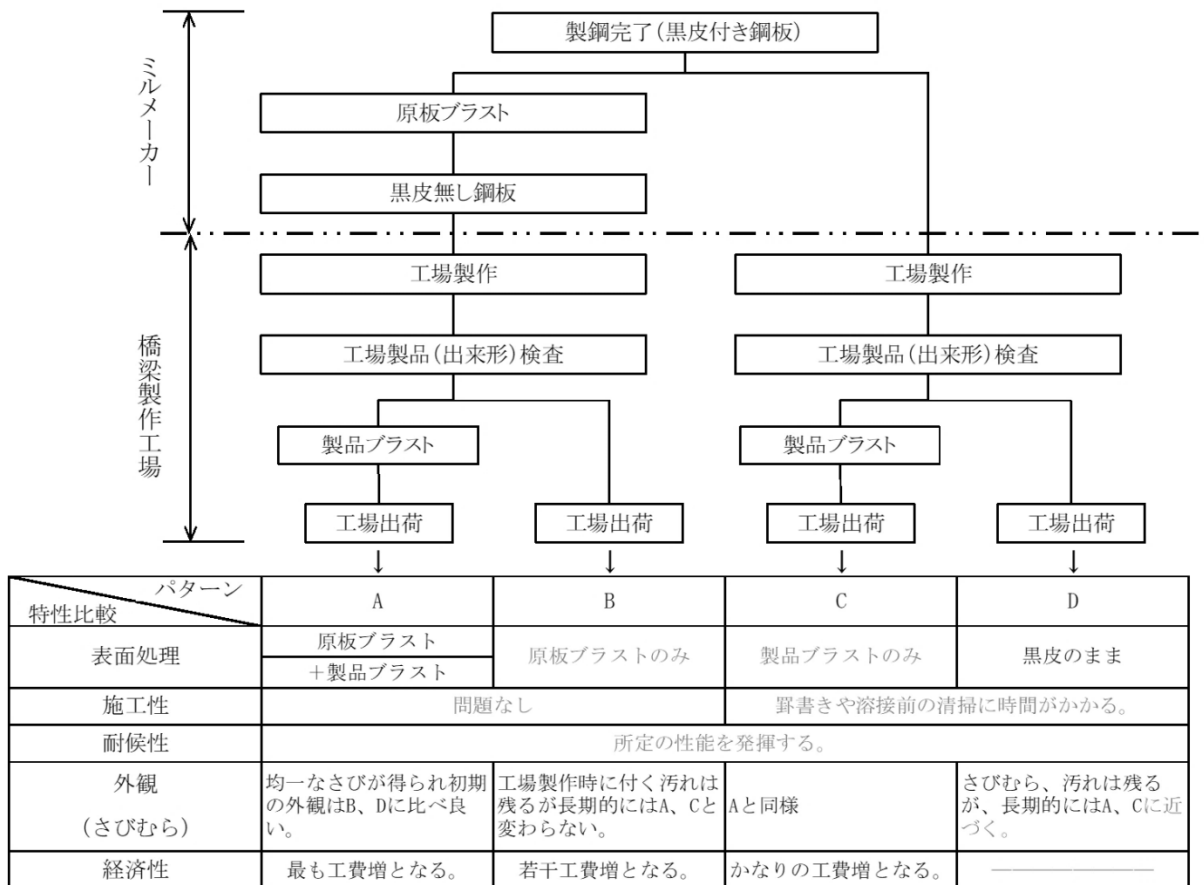 製鋼完了(黒皮付き鋼板)
ミルメーカー
原板ブラスト
黒皮無し鋼板
橋梁製作工場
工場製作
工場製作
工場製品(出来形)検査
工場製品(出来形)検査
製品ブラスト
製品ブラスト
工場出荷
工場出荷
工場出荷
工場出荷
↓ ↓ ↓ ↓
パターン
特性比較
A B C D
表面処理
原板ブラスト
+製品ブラスト
原板ブラストのみ
製品ブラストのみ
黒皮のまま
施工性
問題なし
罫書きや溶接前の清掃に時間がかかる。
耐候性
所定の性能を発揮する。
外観
(さびむら)
均一なさびが得られ初期
の外観はB、Dに比べ良
い。
工場製作時に付く汚れは
残るが長期的にはA、Cと
変わらない。
Aと同様
さびむら、汚れは残る
が、長期的にはA、Cに近
づく。
経済性
最も工費増となる。
若干工費増となる。
かなりの工費増となる。
―――――――